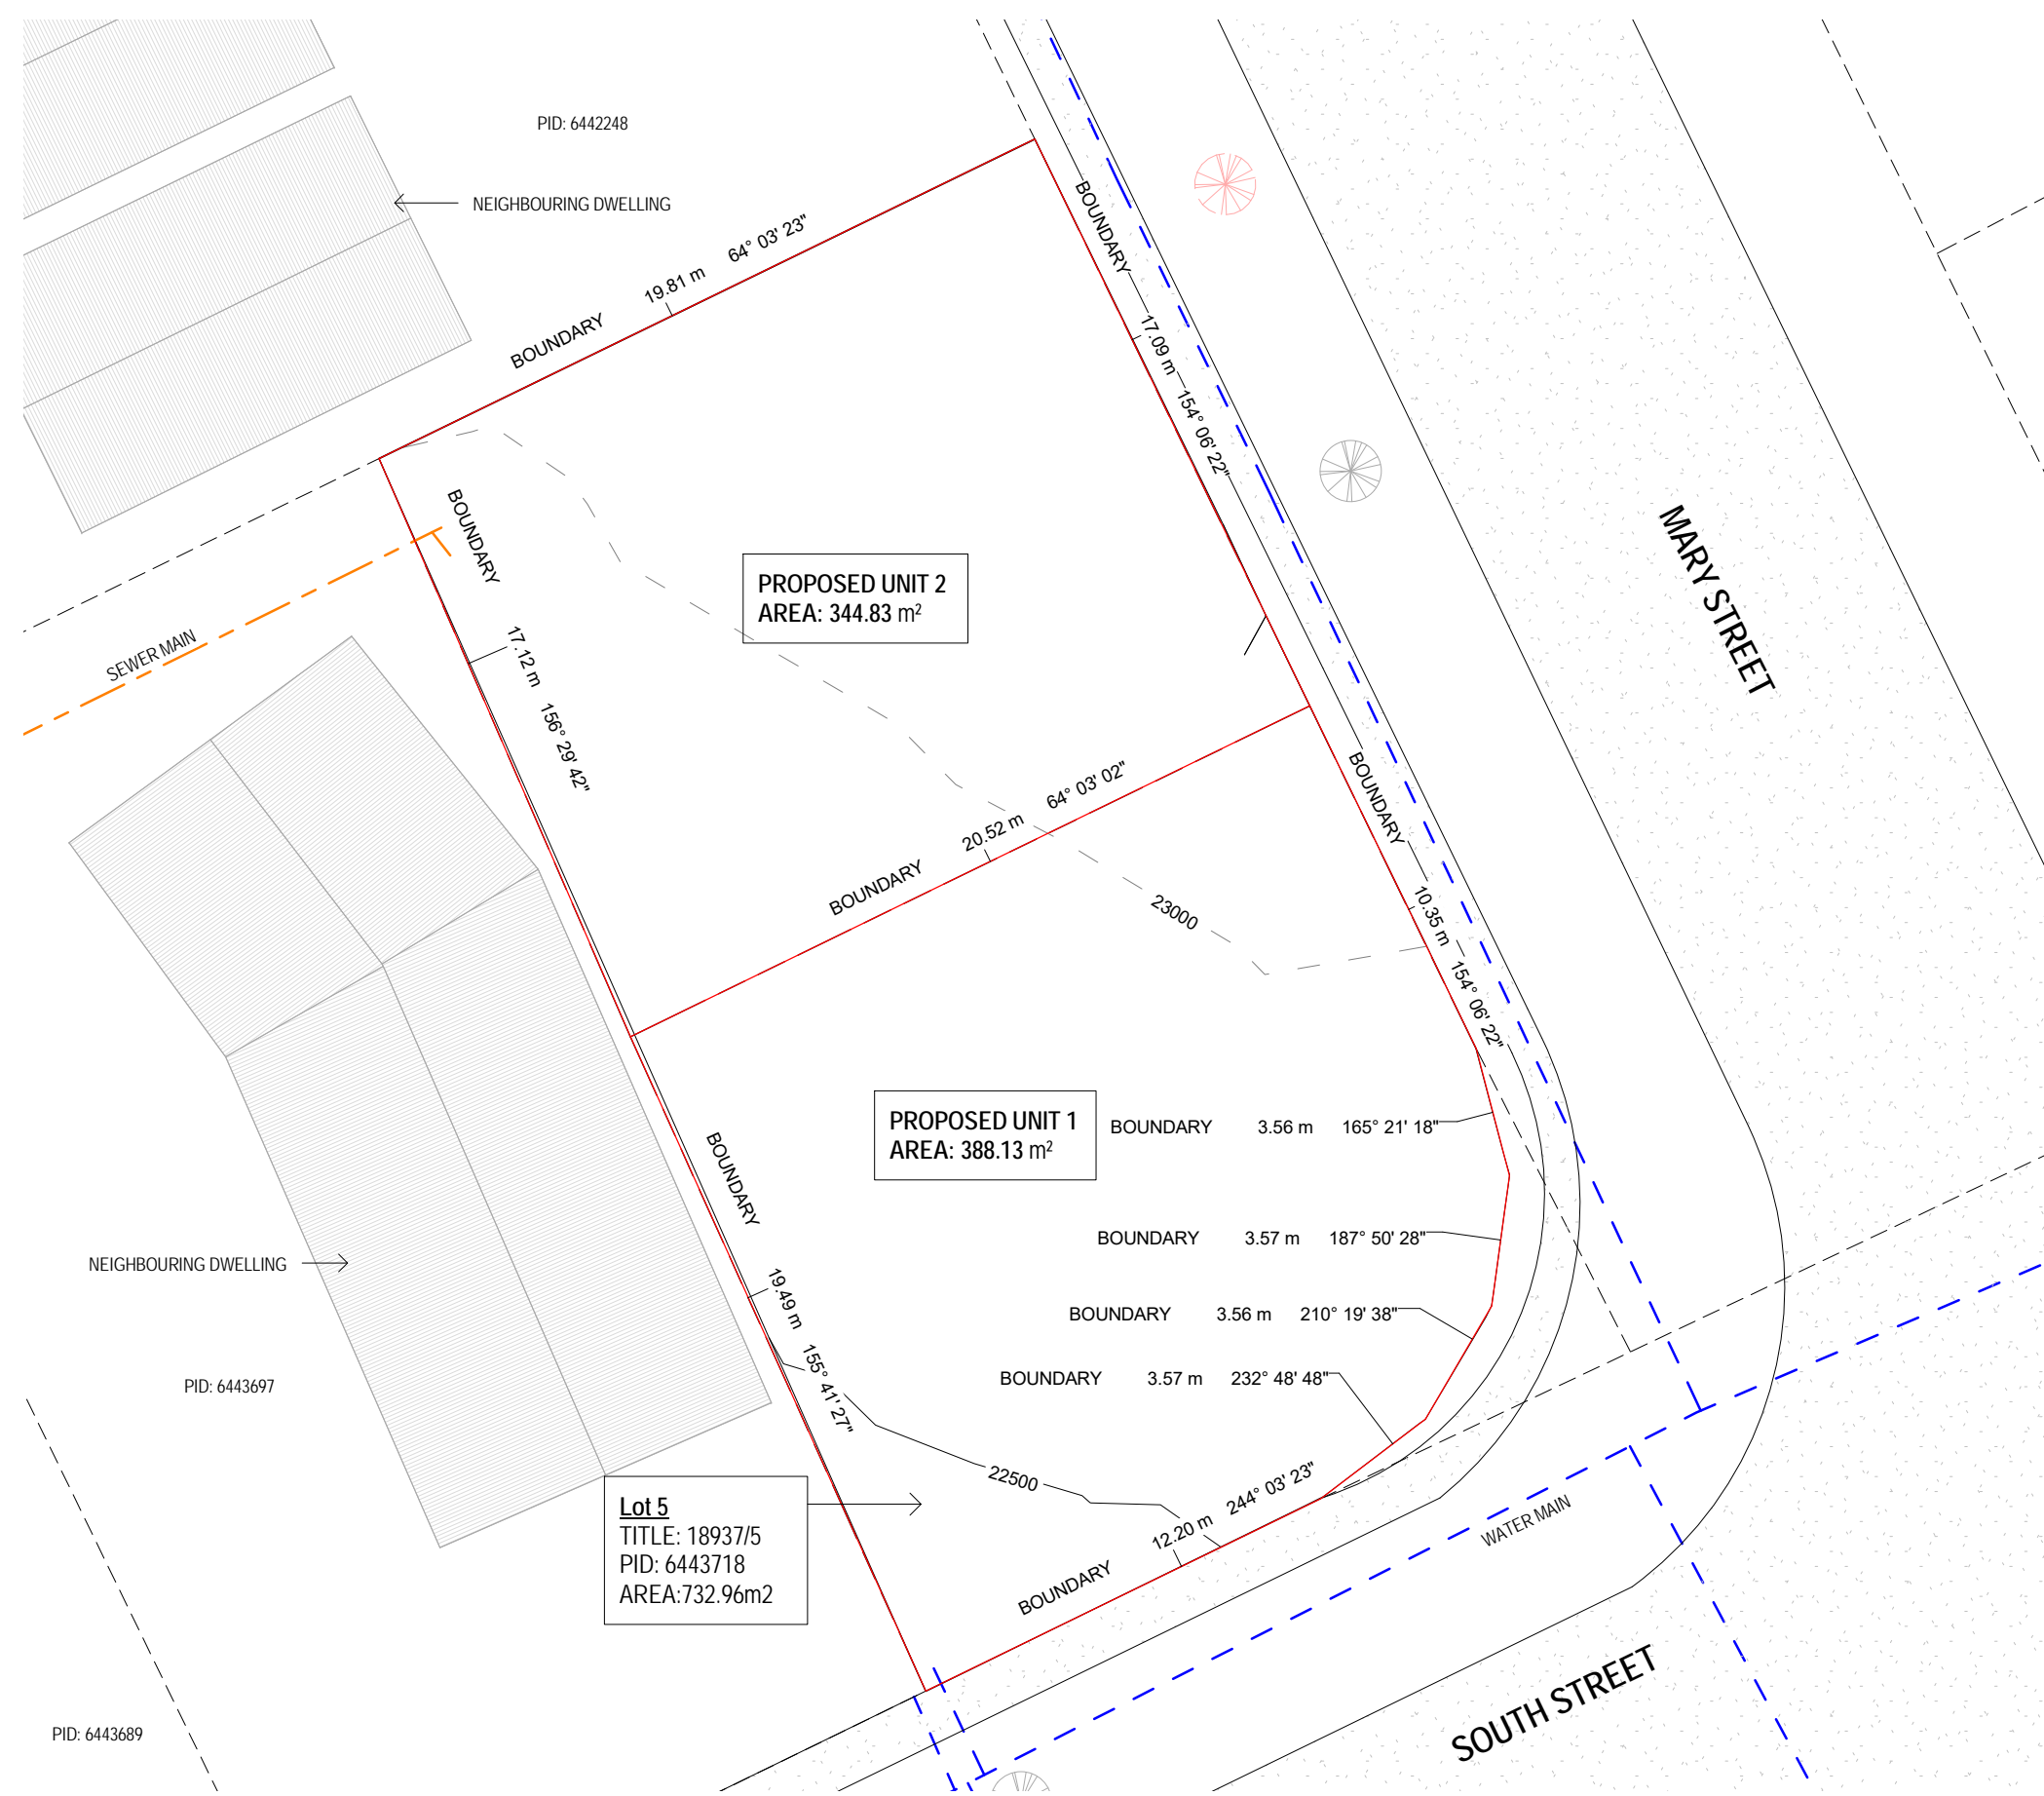 PID: 6442248
NEIGHBOURING DWELLING
BOUNDARY 19.81 m 64° 03' 23"
BOUNDARY 17.09 m 154° 06' 22"
BOUNDARY 17.12 m 156° 29' 42"
SEWER MAIN
PROPOSED UNIT 2
AREA: 344.83 m²
MARY STREET
BOUNDARY 20.52 m 64° 03' 02"
BOUNDARY 10.35 m 154° 06' 22"
23000
PROPOSED UNIT 1
AREA: 388.13 m²
BOUNDARY 3.56 m 165° 21' 18"
BOUNDARY 3.57 m 187° 50' 28"
BOUNDARY 3.56 m 210° 19' 38"
BOUNDARY 3.57 m 232° 48' 48"
BOUNDARY 19.49 m 155° 41' 27"
NEIGHBOURING DWELLING
PID: 6443697
22500
Lot 5
TITLE: 18937/5
PID: 6443718
AREA:732.96m2
BOUNDARY 12.20 m 244° 03' 23"
WATER MAIN
SOUTH STREET
PID: 6443689